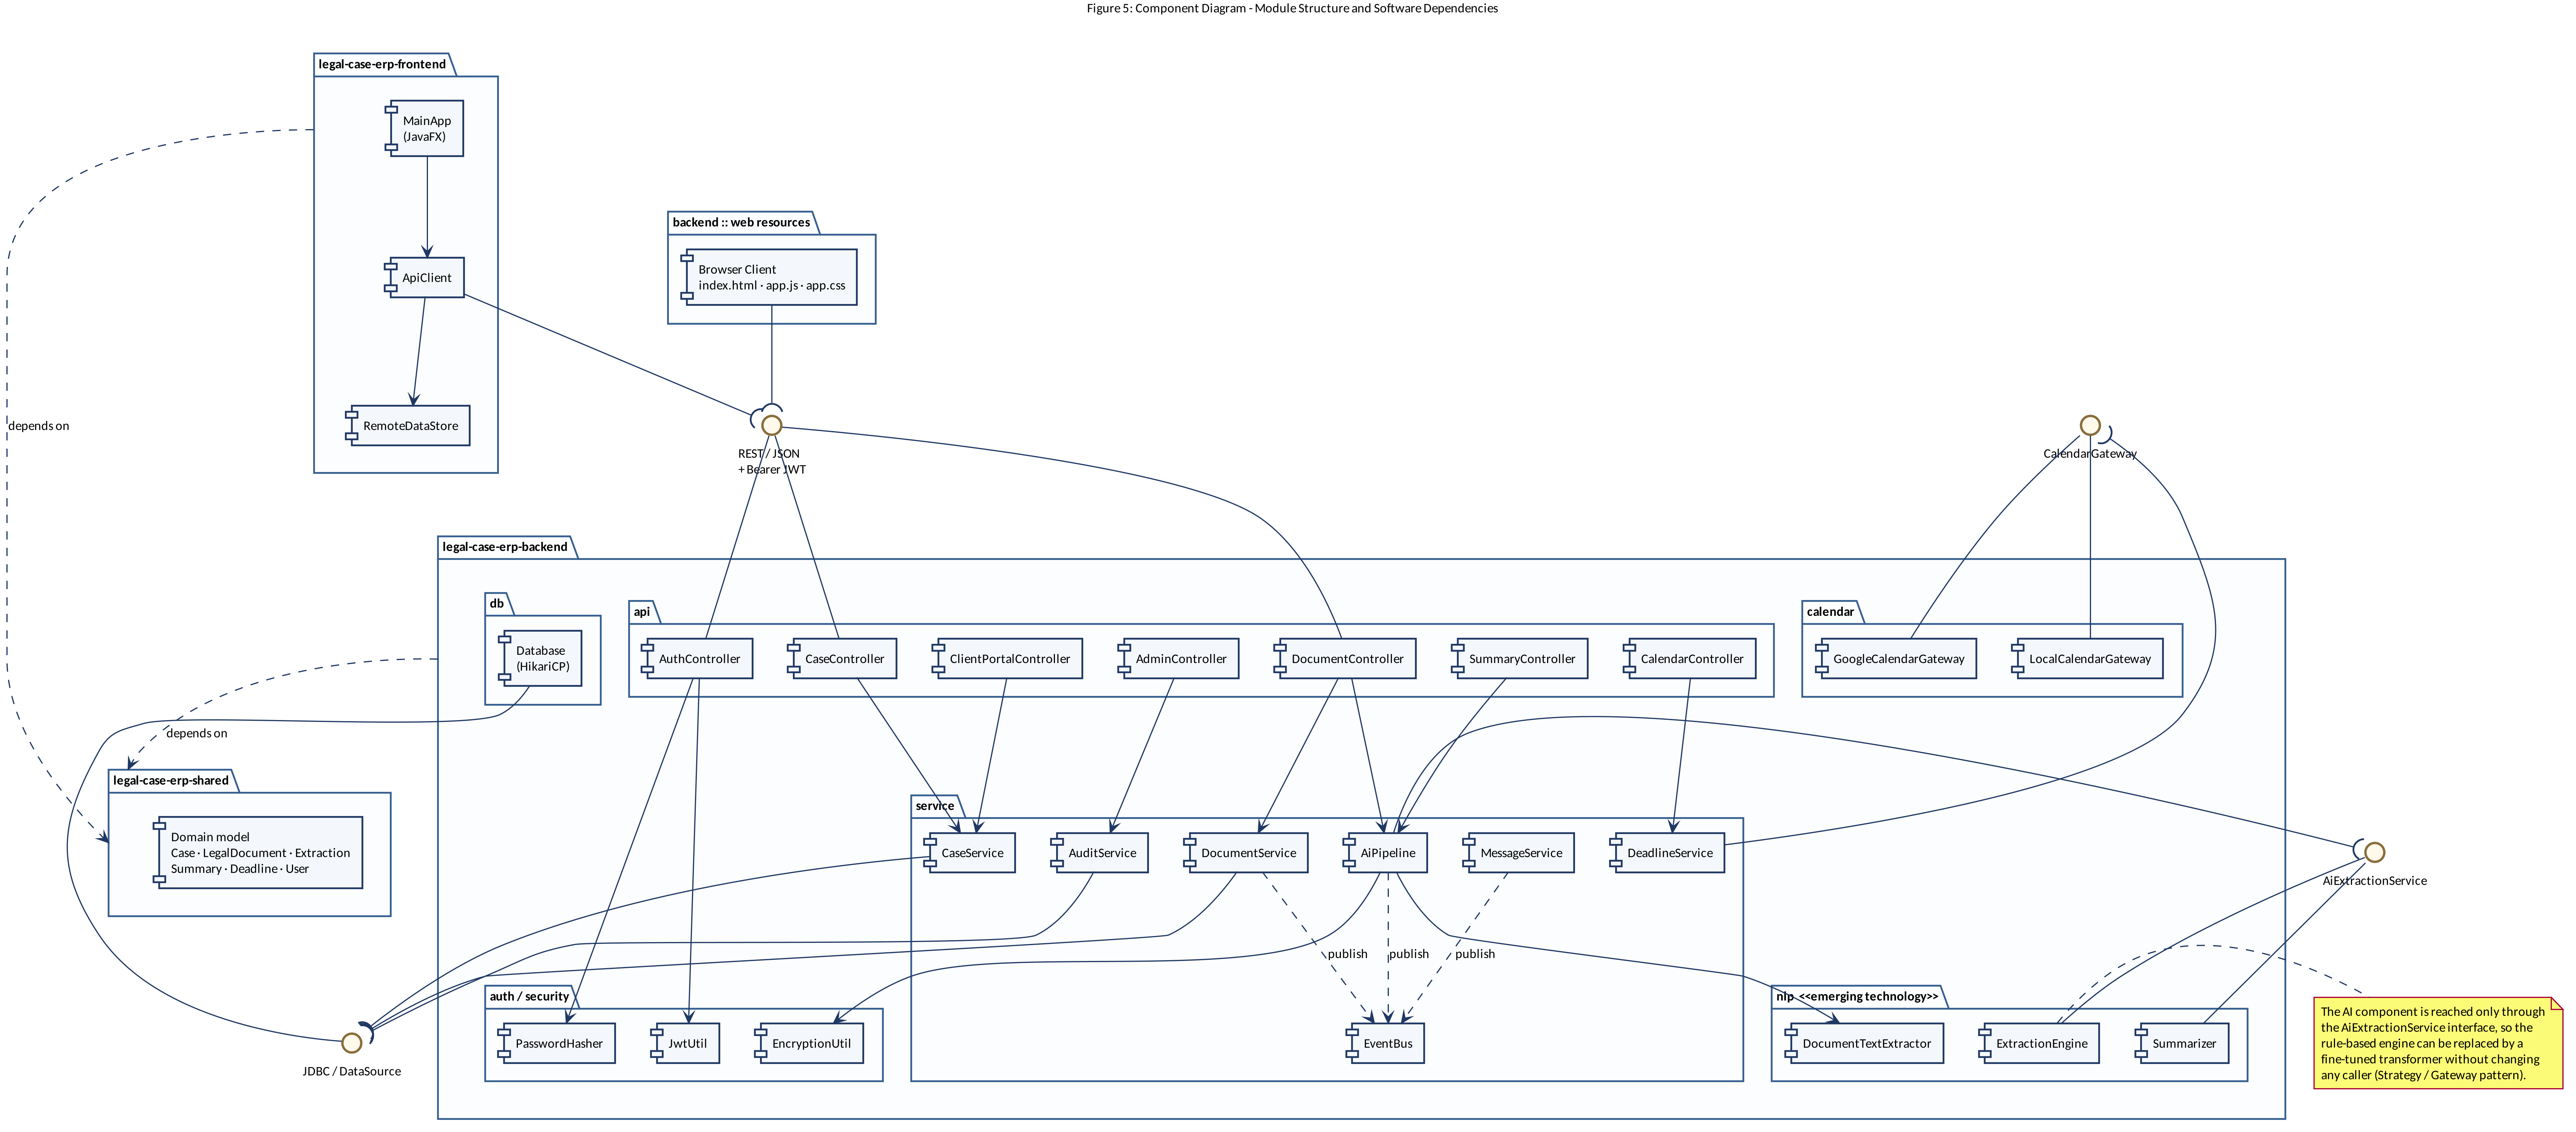 Figure 5: Component Diagram - Module Structure and Software Dependencies
legal-case-erp-frontend
MainApp
(JavaFX)
ApiClient
RemoteDataStore
backend :: web resources
Browser Client
index.html · app.js · app.css
depends on
REST / JSON
+ Bearer JWT
CalendarGateway
legal-case-erp-backend
db
Database
(HikariCP)
api
AuthController
CaseController
ClientPortalController
AdminController
DocumentController
SummaryController
CalendarController
calendar
GoogleCalendarGateway
LocalCalendarGateway
depends on
legal-case-erp-shared
Domain model
Case · LegalDocument · Extraction
Summary · Deadline · User
service
CaseService
AuditService
DocumentService
AiPipeline
MessageService
DeadlineService
AiExtractionService
publish
publish
publish
auth / security
PasswordHasher
JwtUtil
EncryptionUtil
EventBus
nlp <<emerging technology>>
DocumentTextExtractor
ExtractionEngine
Summarizer
JDBC / DataSource
The AI component is reached only through
the AiExtractionService interface, so the
rule-based engine can be replaced by a
fine-tuned transformer without changing
any caller (Strategy / Gateway pattern).